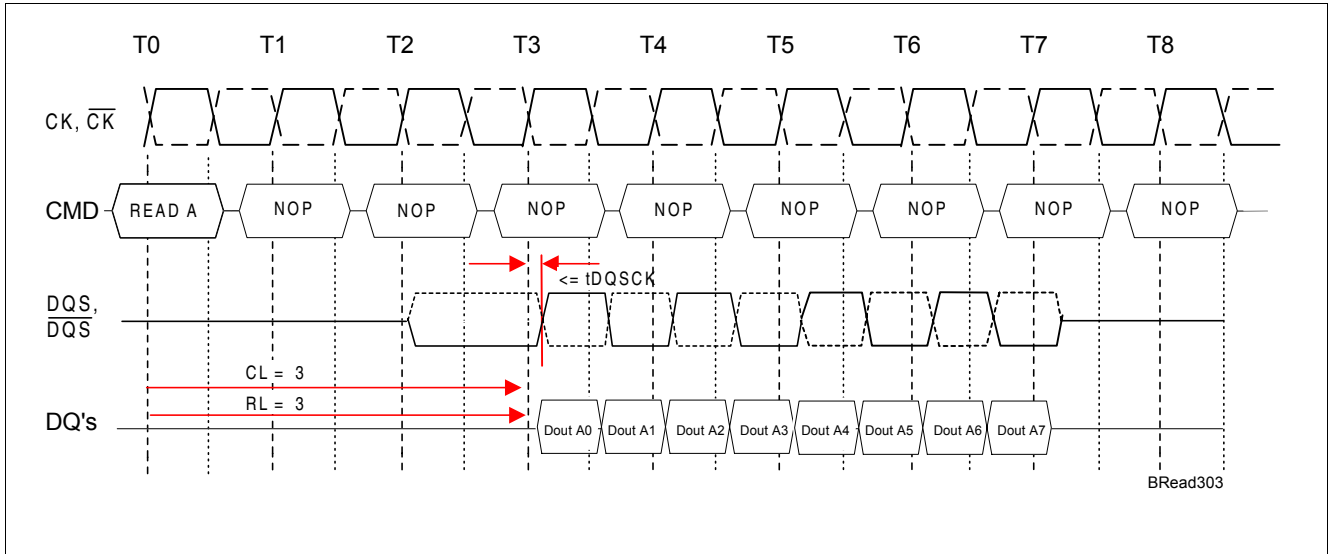 T0 T1 T2 T3 T4 T5 T6 T7 T8
CK, CK
CMD READ A NOP NOP NOP NOP NOP NOP NOP NOP
<= tDQSCK
DQS,
DQS
CL = 3
RL = 3
DQ's Dout A0 Dout A1 Dout A2 Dout A3 Dout A4 Dout A5 Dout A6 Dout A7
BRead303